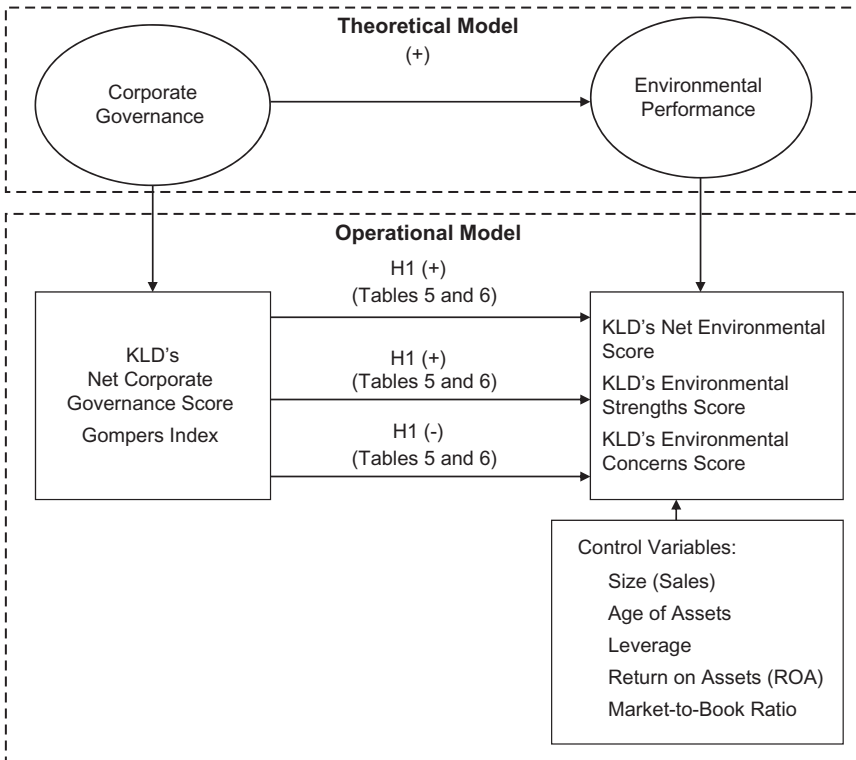 Theoretical Model
(+)
Corporate
Governance
Environmental
Performance
Operational Model
H1 (+)
(Tables 5 and 6)
H1 (+)
(Tables 5 and 6)
H1 (-)
(Tables 5 and 6)
KLD's
Net Corporate
Governance Score
Gompers Index
KLD's Net Environmental
Score
KLD's Environmental
Strengths Score
KLD's Environmental
Concerns Score
Control Variables:
Size (Sales)
Age of Assets
Leverage
Return on Assets (ROA)
Market-to-Book Ratio